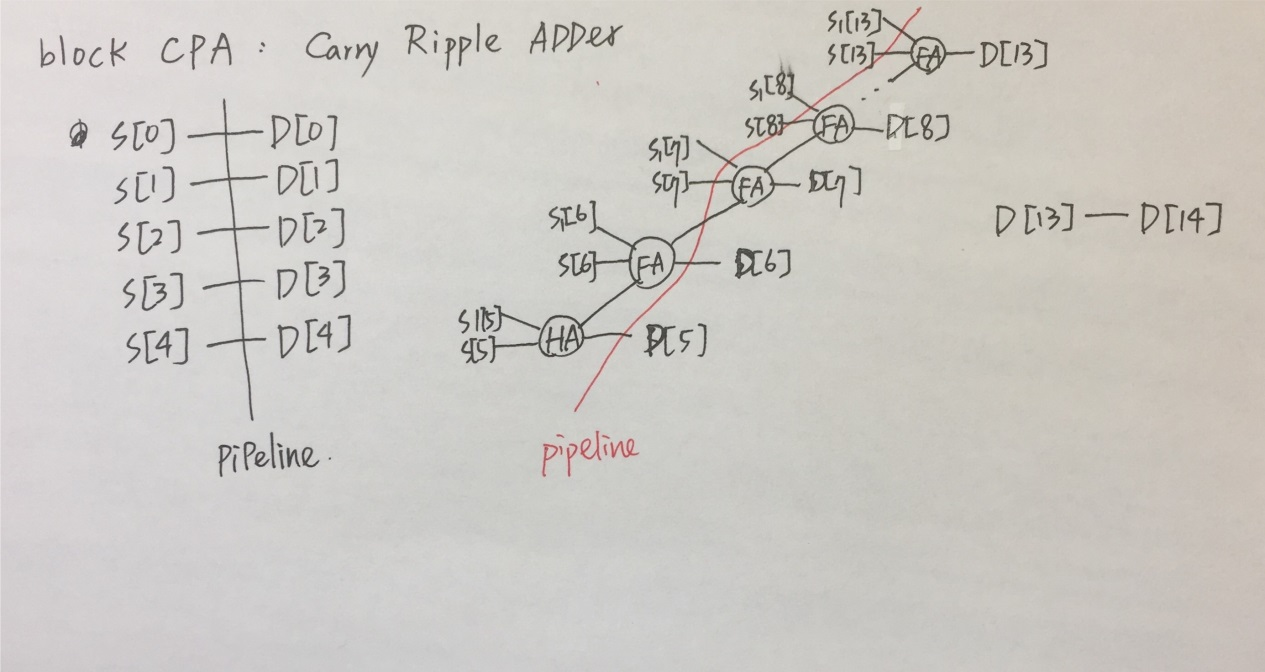 block CPA : Carry Ripple ADDer
S[0] D[0]
S[1] D[1]
S[2] D[2]
S[3] D[3]
S[4] D[4]
PiPeline.
S1[13]
S[13] FA D[13]
S1[8]
S[8] FA D[8]
S1[7]
S[7] FA D[7]
S1[6]
S[6] FA D[6]
S1[5]
S[5] HA D[5]
pipeline
D[13] — D[14]